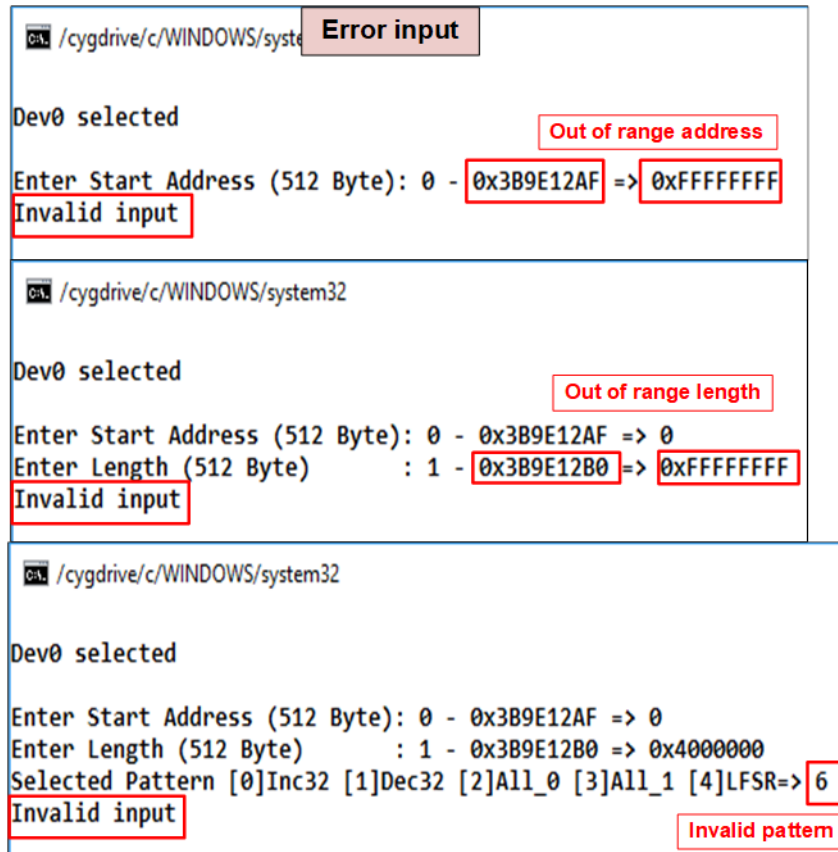 /cygdrive/c/WINDOWS/syste
Error input
Dev0 selected
Out of range address
Enter Start Address (512 Byte): 0 - 0x3B9E12AF => 0xFFFFFFFF
Invalid input
/cygdrive/c/WINDOWS/system32
Dev0 selected
Out of range length
Enter Start Address (512 Byte): 0 - 0x3B9E12AF => 0
Enter Length (512 Byte) : 1 - 0x3B9E12B0 => 0xFFFFFFFF
Invalid input
/cygdrive/c/WINDOWS/system32
Dev0 selected
Enter Start Address (512 Byte): 0 - 0x3B9E12AF => 0
Enter Length (512 Byte) : 1 - 0x3B9E12B0 => 0x4000000
Selected Pattern [0]Inc32 [1]Dec32 [2]All_0 [3]All_1 [4]LFSR=> 6
Invalid input
Invalid pattern